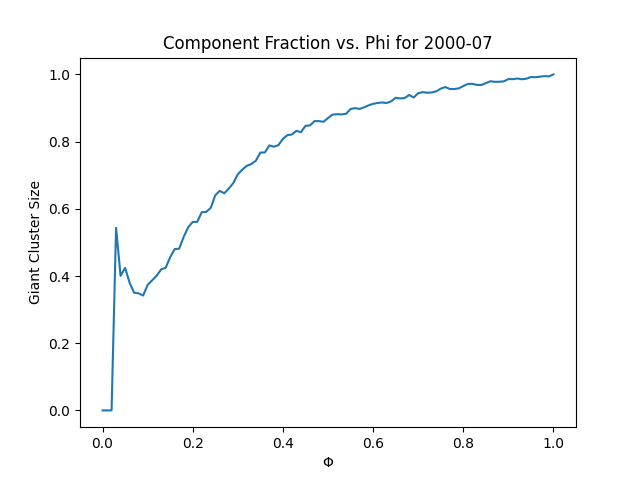 Component Fraction vs. Phi for 2000-07
1.0
0.8
0.6
0.4
0.2
0.0
Giant Cluster Size
0.0 0.2 0.4 0.6 0.8 1.0
Φ